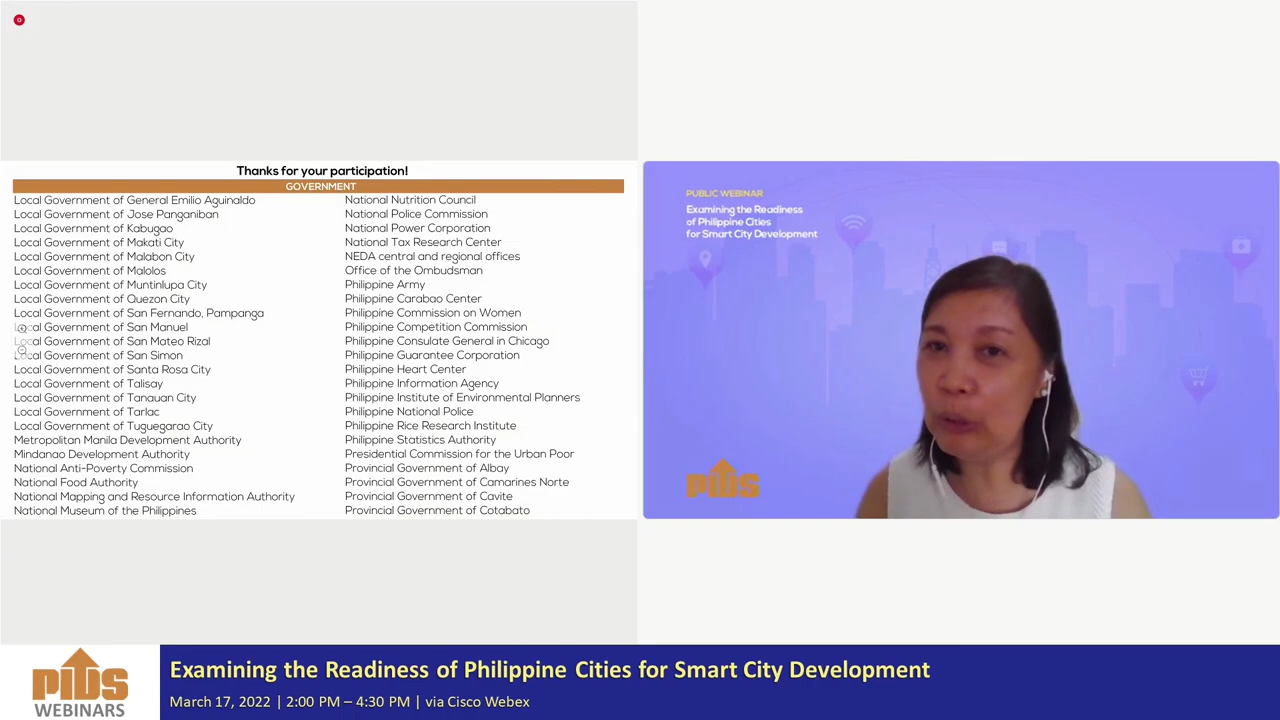 Thanks for your participation!
GOVERNMENT
Local Government of General Emilio Aguinaldo
Local Government of Jose Panganiban
Local Government of Kabugao
Local Government of Makati City
Local Government of Malabon City
Local Government of Malolos
Local Government of Muntinlupa City
Local Government of Quezon City
Local Government of San Fernando, Pampanga
Local Government of San Manuel
Local Government of San Mateo Rizal
Local Government of San Simon
Local Government of Santa Rosa City
Local Government of Talisay
Local Government of Tanauan City
Local Government of Tarlac
Local Government of Tuguegarao City
Metropolitan Manila Development Authority
Mindanao Development Authority
National Anti-Poverty Commission
National Food Authority
National Mapping and Resource Information Authority
National Museum of the Philippines
National Nutrition Council
National Police Commission
National Power Corporation
National Tax Research Center
NEDA central and regional offices
Office of the Ombudsman
Philippine Army
Philippine Carabao Center
Philippine Commission on Women
Philippine Competition Commission
Philippine Consulate General in Chicago
Philippine Guarantee Corporation
Philippine Heart Center
Philippine Information Agency
Philippine Institute of Environmental Planners
Philippine National Police
Philippine Rice Research Institute
Philippine Statistics Authority
Presidential Commission for the Urban Poor
Provincial Government of Albay
Provincial Government of Camarines Norte
Provincial Government of Cavite
Provincial Government of Cotabato
PUBLIC WEBINAR
Examining the Readiness
of Philippine Cities
for Smart City Development
PIDS
PIDS
WEBINARS
Examining the Readiness of Philippine Cities for Smart City Development
March 17, 2022 | 2:00 PM – 4:30 PM | via Cisco Webex